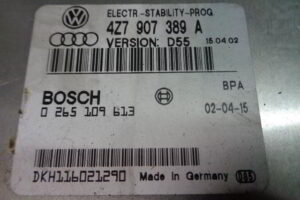 ELECTR-STABILITY-PROG
4Z7 907 389 A
VERSION: D55 15.04.02
BPA
BOSCH
0 265 109 613 02-04-15
DKH116021290 Made in Germany